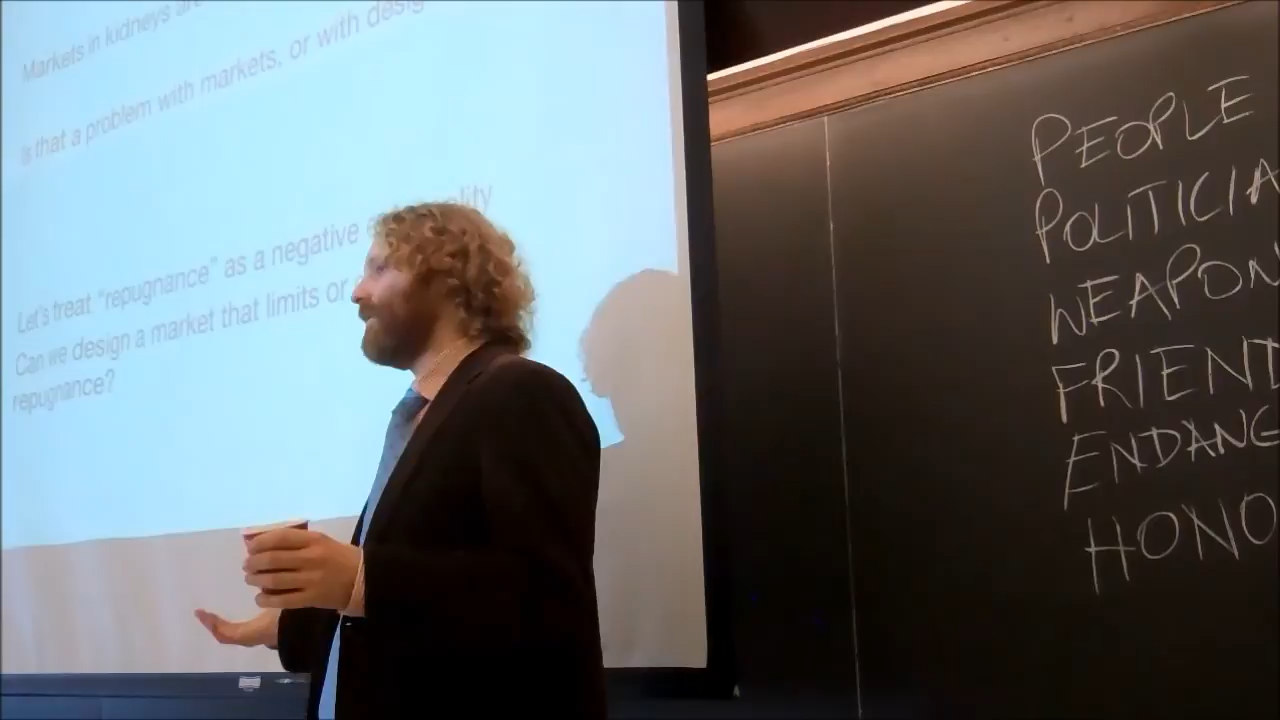 Markets in kidneys are
Is that a problem with markets, or with design
Let's treat "repugnance" as a negative
Can we design a market that limits or
repugnance?
PEOPLE
POLITICIA
WEAPON
FRIEND
ENDANG
HONO